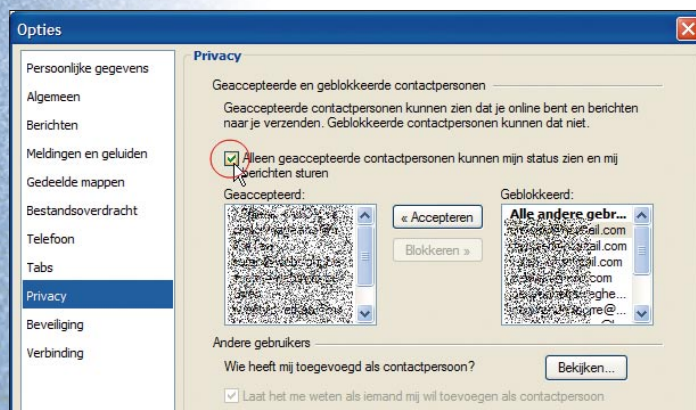 Opties
Persoonlijke gegevens
Algemeen
Berichten
Meldingen en geluiden
Gedeelde mappen
Bestandsoverdracht
Telefoon
Tabs
Privacy
Beveiliging
Verbinding
Privacy
Geaccepteerde en geblokkeerde contactpersonen
Geaccepteerde contactpersonen kunnen zien dat je online bent en berichten
naar je verzenden. Geblokkeerde contactpersonen kunnen dat niet.
Alleen geaccepteerde contactpersonen kunnen mijn status zien en mij
berichten sturen
Geaccepteerd:
« Accepteren
Blokkeren »
Geblokkeerd:
Alle andere gebr...
Andere gebruikers
Wie heeft mij toegevoegd als contactpersoon?
Bekijken...
Laat het me weten als iemand mij wil toevoegen als contactpersoon